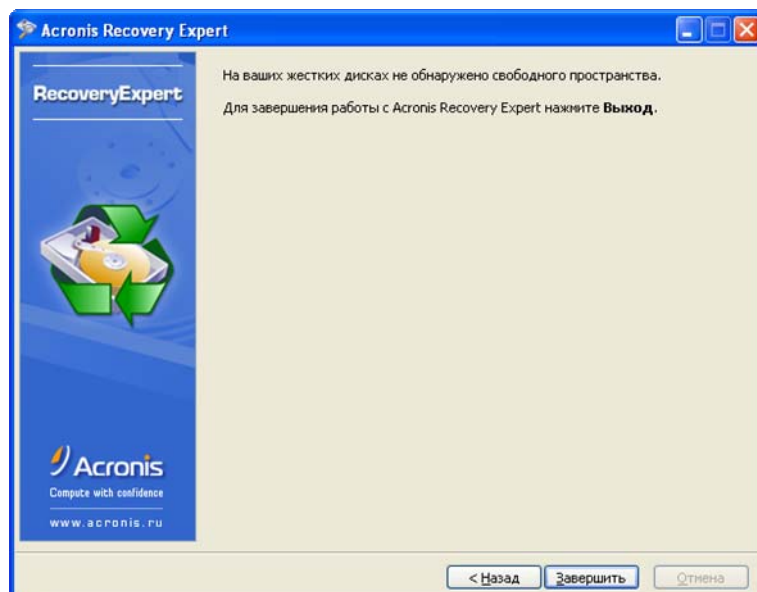 Acronis Recovery Expert
RecoveryExpert
На ваших жестких дисках не обнаружено свободного пространства.
Для завершения работы с Acronis Recovery Expert нажмите Выход.
Acronis
Compute with confidence
www.acronis.ru
< Назад
Завершить
Отмена